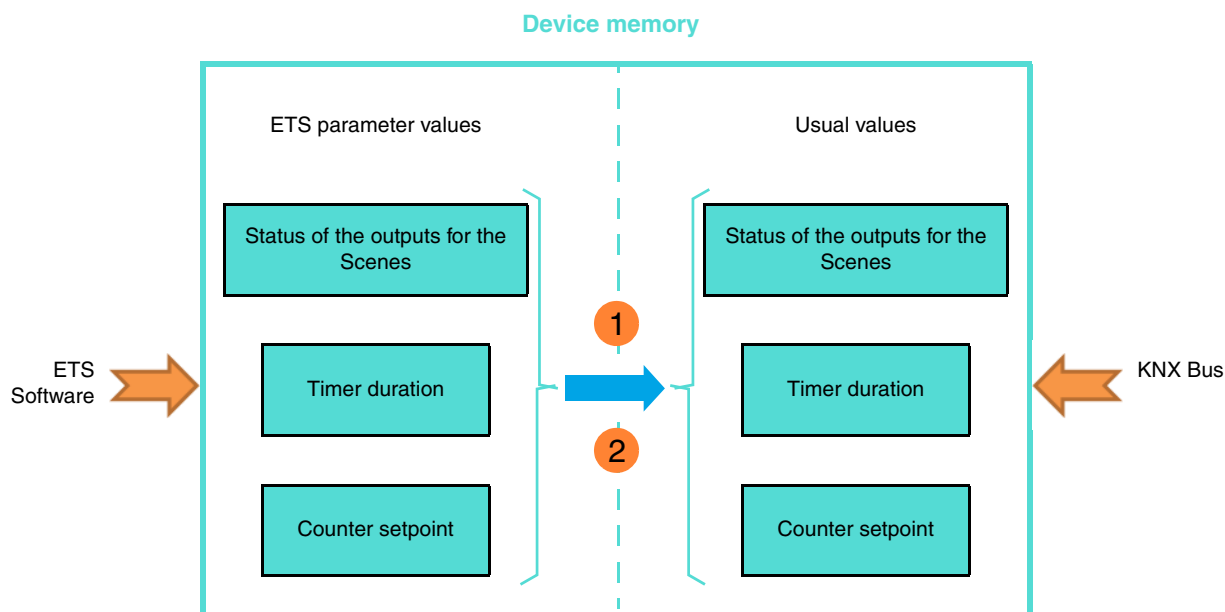 Device memory
ETS parameter values
Usual values
Status of the outputs for the
Scenes
Status of the outputs for the
Scenes
1
ETS
Software
Timer duration
Timer duration
KNX Bus
2
Counter setpoint
Counter setpoint